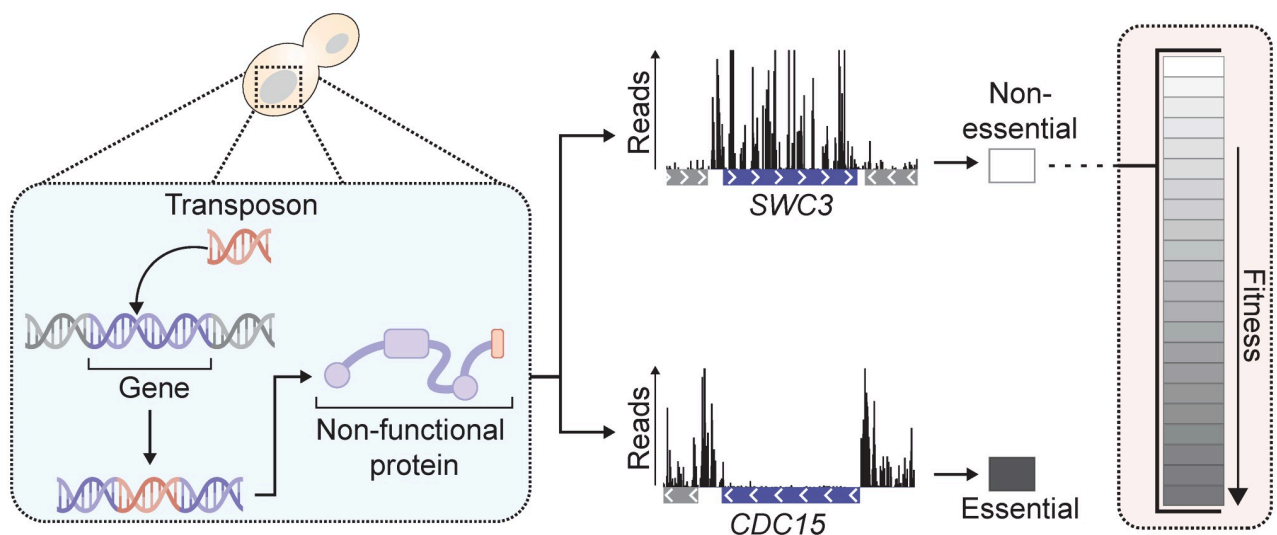 Transposon
Gene
Non-functional
protein
Reads
SWC3
Non-
essential
Reads
CDC15
Essential
Fitness